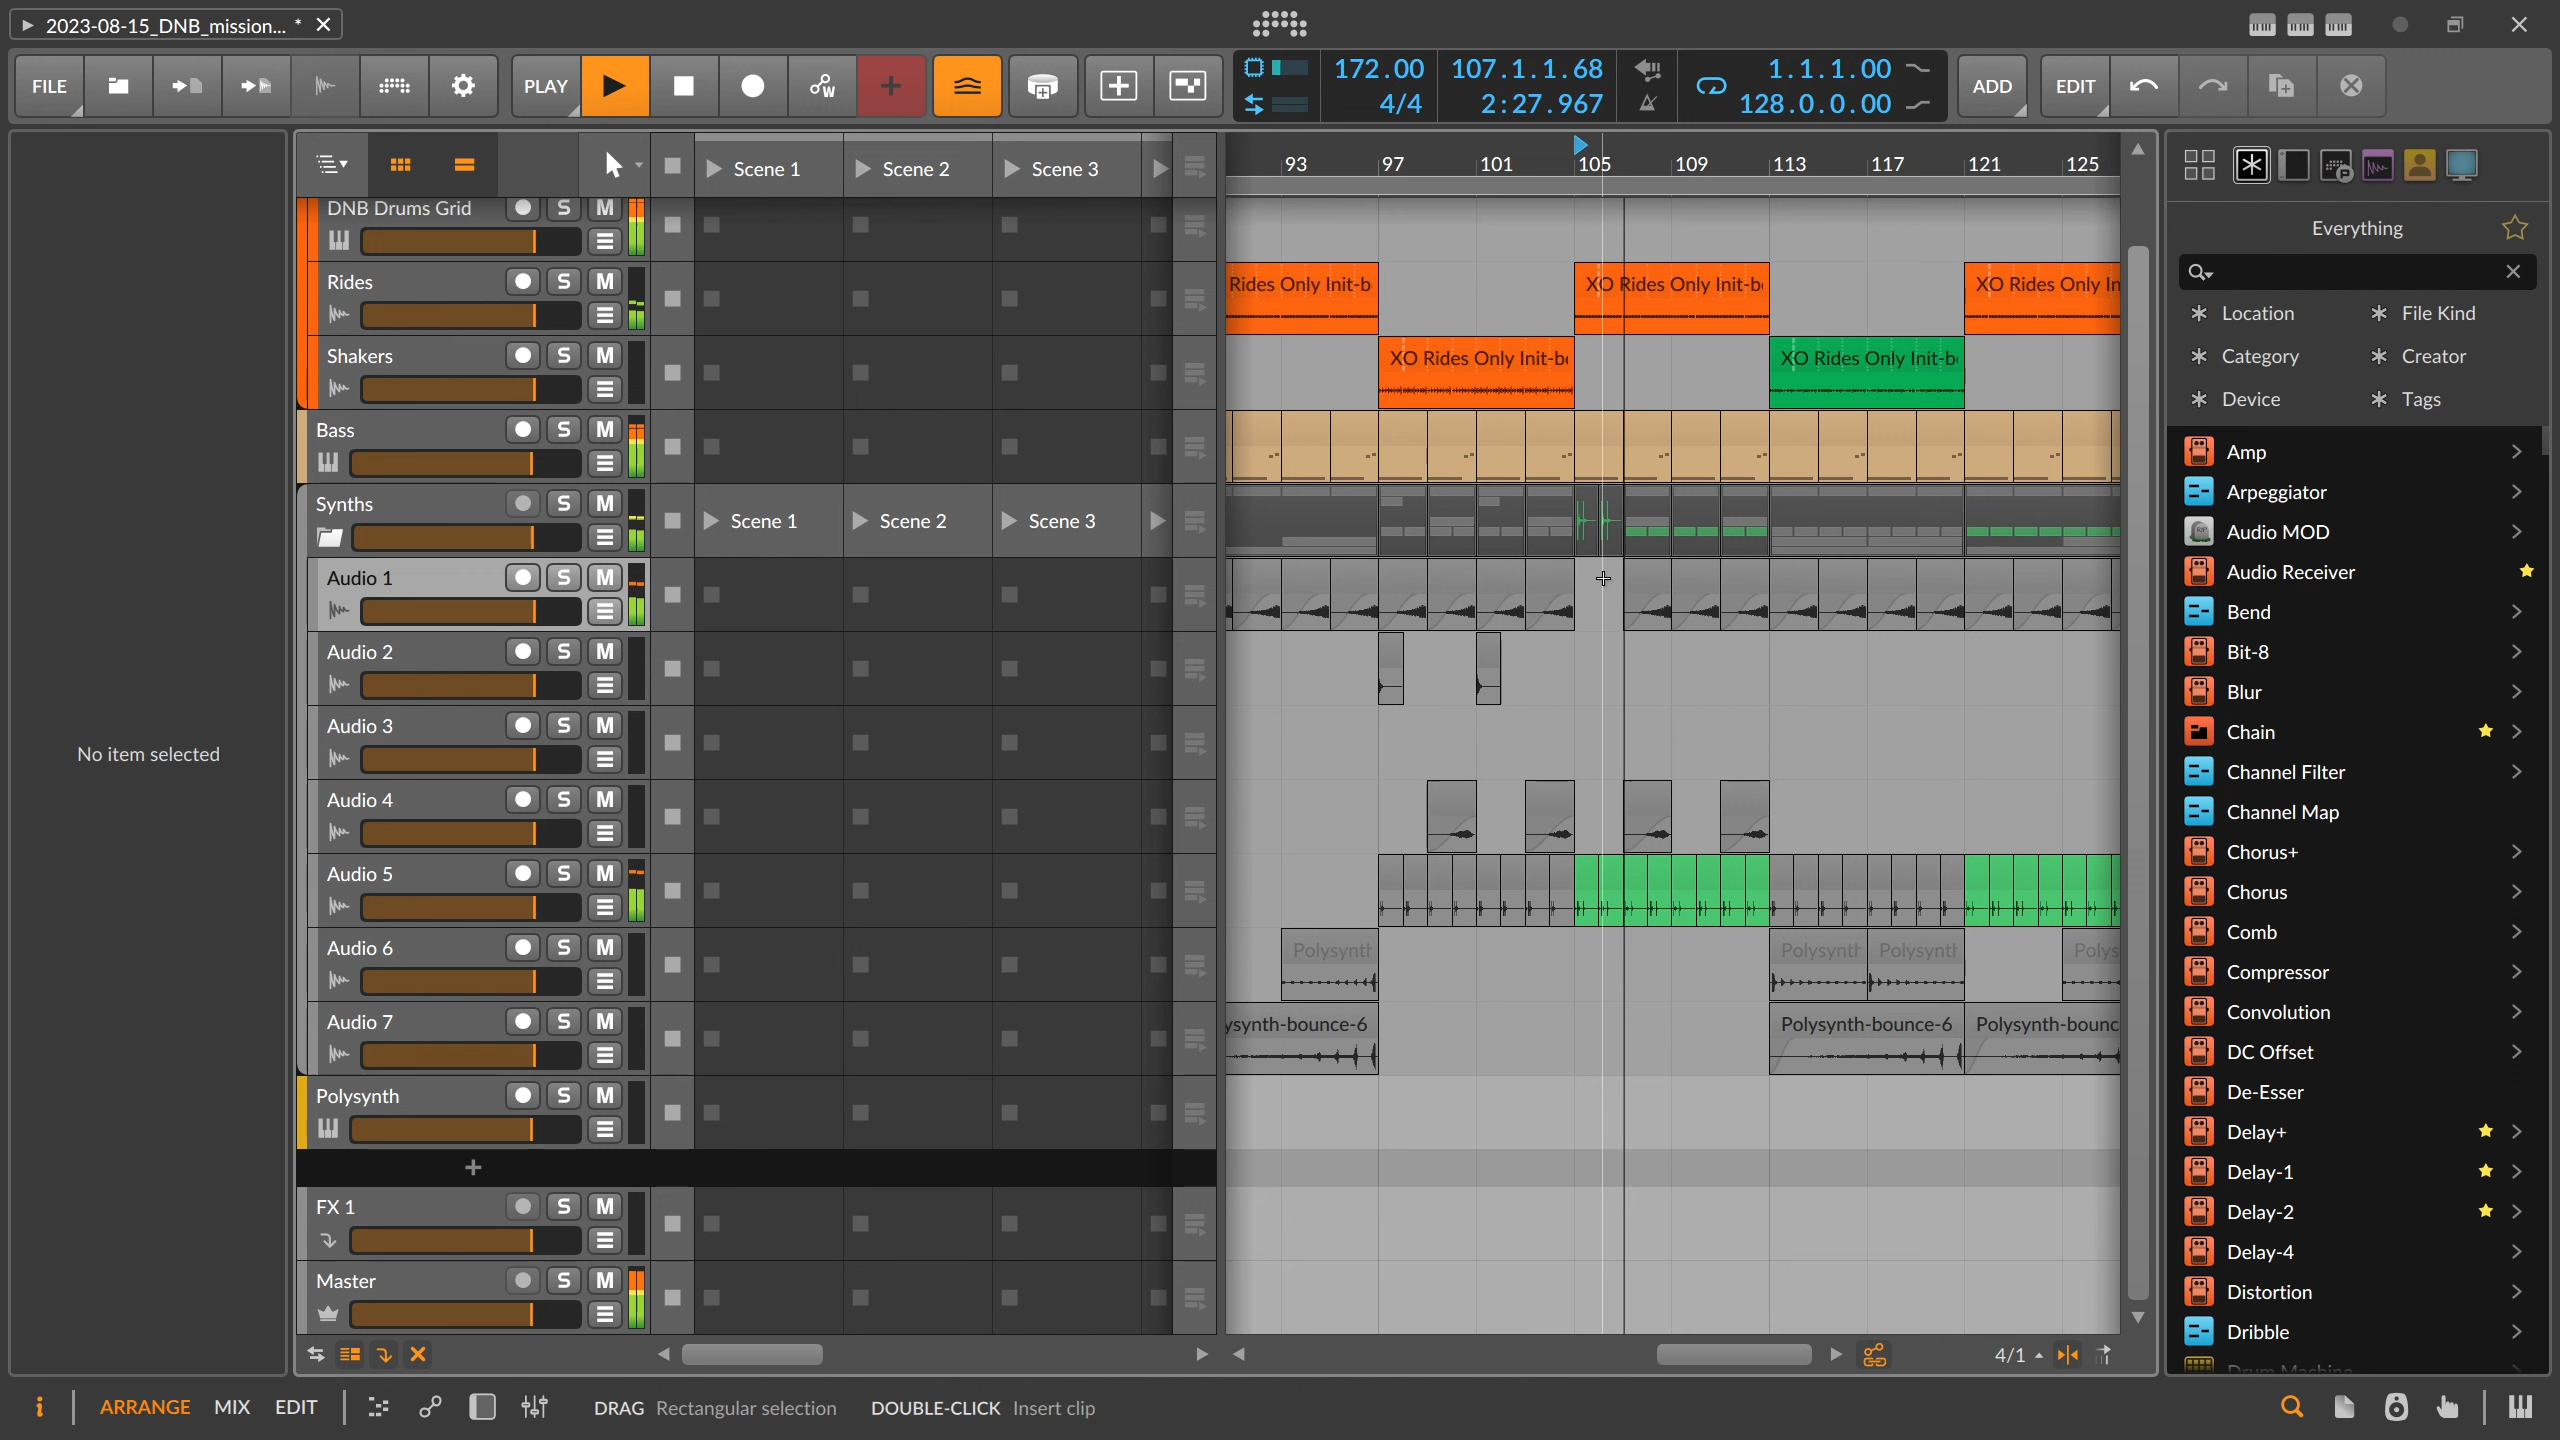 2023-08-15_DNB_mission... *
FILE
PLAY
W
172.00
4/4
107.1.1.68
2:27.967
1.1.1.00
128.0.0.00
ADD
EDIT
Scene 1
Scene 2
Scene 3
93
97
101
105
109
113
117
121
125
Everything
Location
File Kind
Category
Creator
Device
Tags
No item selected
DNB Drums Grid S M
Rides S M
Rides Only Init-b
XO Rides Only Init-b
XO Rides Only In
Shakers S M
XO Rides Only Init-b
XO Rides Only Init-b
Bass S M
Synths S M
Scene 1
Scene 2
Scene 3
Audio 1 S M
Audio 2 S M
Audio 3 S M
Audio 4 S M
Audio 5 S M
Audio 6 S M
Polysynth
Polysynth
Polysynth
Polys
Audio 7 S M
ysynth-bounce-6
Polysynth-bounce-6
Polysynth-bounc
Polysynth S M
+
FX 1 S M
Master S M
4/1
Amp
Arpeggiator
Audio MOD
Audio Receiver
Bend
Bit-8
Blur
Chain
Channel Filter
Channel Map
Chorus+
Chorus
Comb
Compressor
Convolution
DC Offset
De-Esser
Delay+
Delay-1
Delay-2
Delay-4
Distortion
Dribble
Drum Machine
i
ARRANGE
MIX
EDIT
DRAG Rectangular selection
DOUBLE-CLICK Insert clip